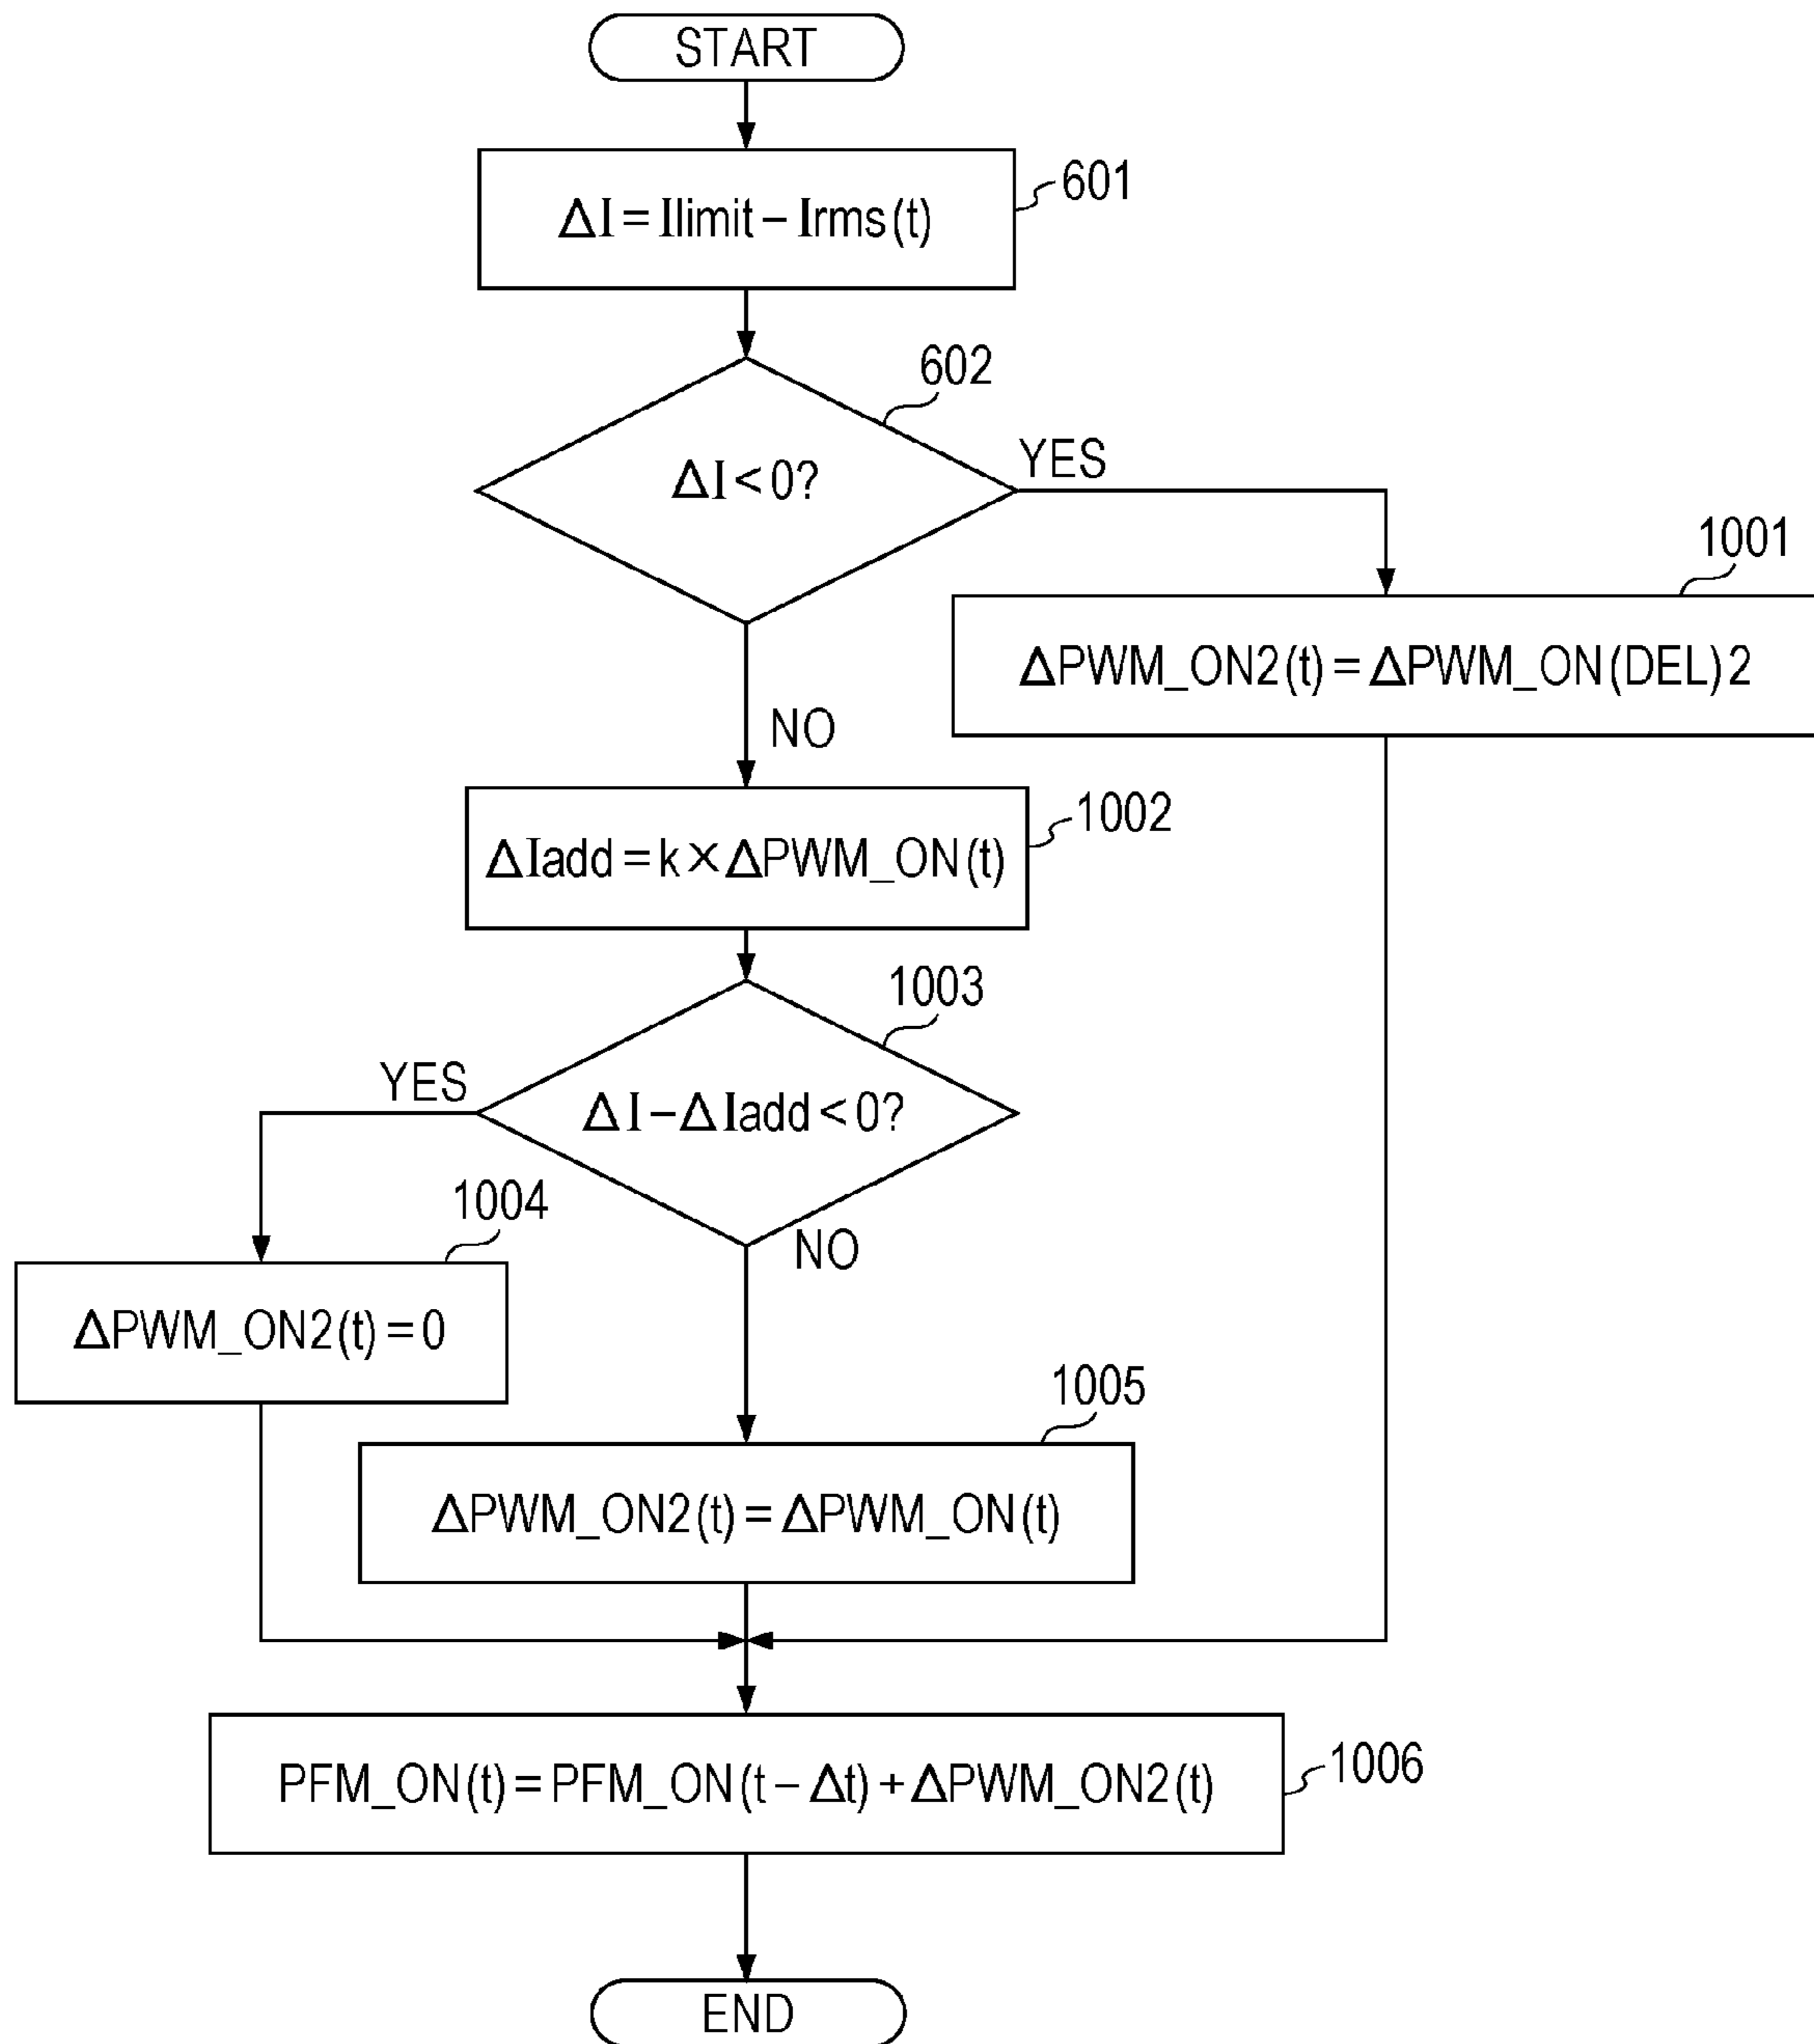 START
601
ΔI = Ilimit − Irms(t)
602
ΔI < 0?
YES
1001
ΔPWM_ON2(t) = ΔPWM_ON(DEL)2
NO
1002
ΔIadd = k × ΔPWM_ON(t)
1003
YES
ΔI − ΔIadd < 0?
1004
NO
ΔPWM_ON2(t) = 0
1005
ΔPWM_ON2(t) = ΔPWM_ON(t)
1006
PFM_ON(t) = PFM_ON(t − Δt) + ΔPWM_ON2(t)
END